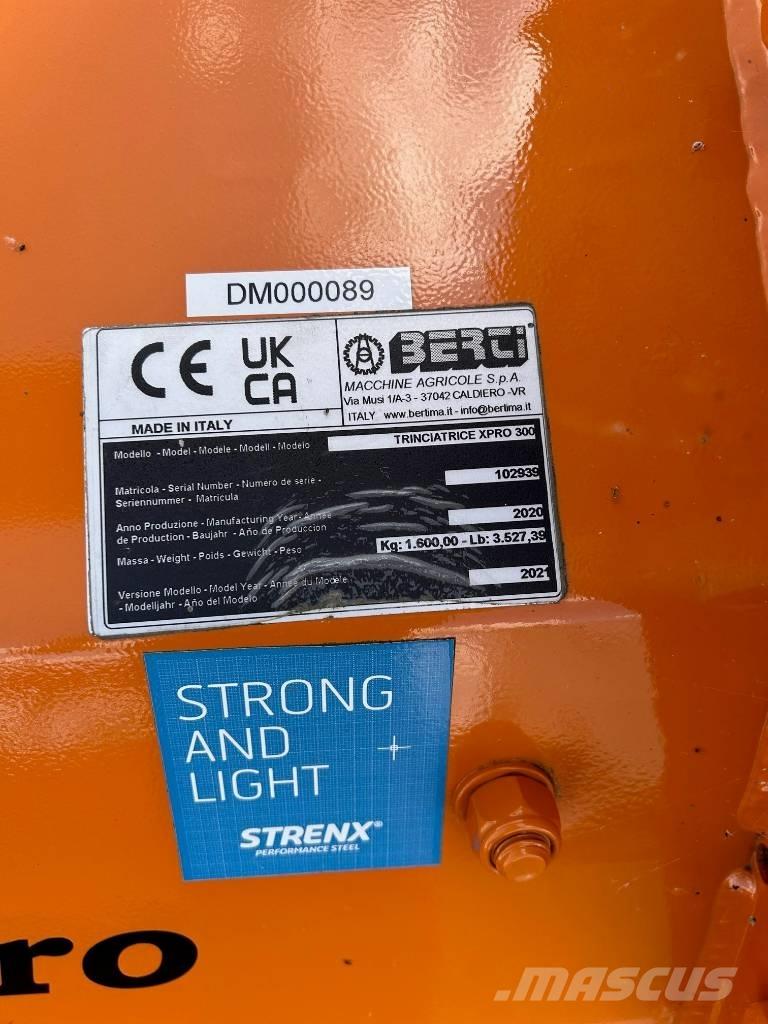 DM000089
CE UK
CA
BERTI®
MACCHINE AGRICOLE S.p.A.
Via Musi 1/A-3 - 37042 CALDIERO -VR
ITALY www.bertima.it - info@bertima.it
MADE IN ITALY
Modello - Model - Modèle - Modell - Modelo
TRINCIATRICE XPRO 300
Matricola - Serial Number - Numero de serie -
Seriennummer - Matricula
102939
Anno Produzione - Manufacturing Year - Année
de Production - Baujahr - Año de Produccion
2020
Massa - Weight - Poids - Gewicht - Peso
Kg: 1.600,00 - Lb: 3.527,39
Versione Modello - Model Year - Année du Modèle
- Modelljahr - Año del Modelo
2021
STRONG
AND
LIGHT
STRENX®
PERFORMANCE STEEL
ro
MASCUS